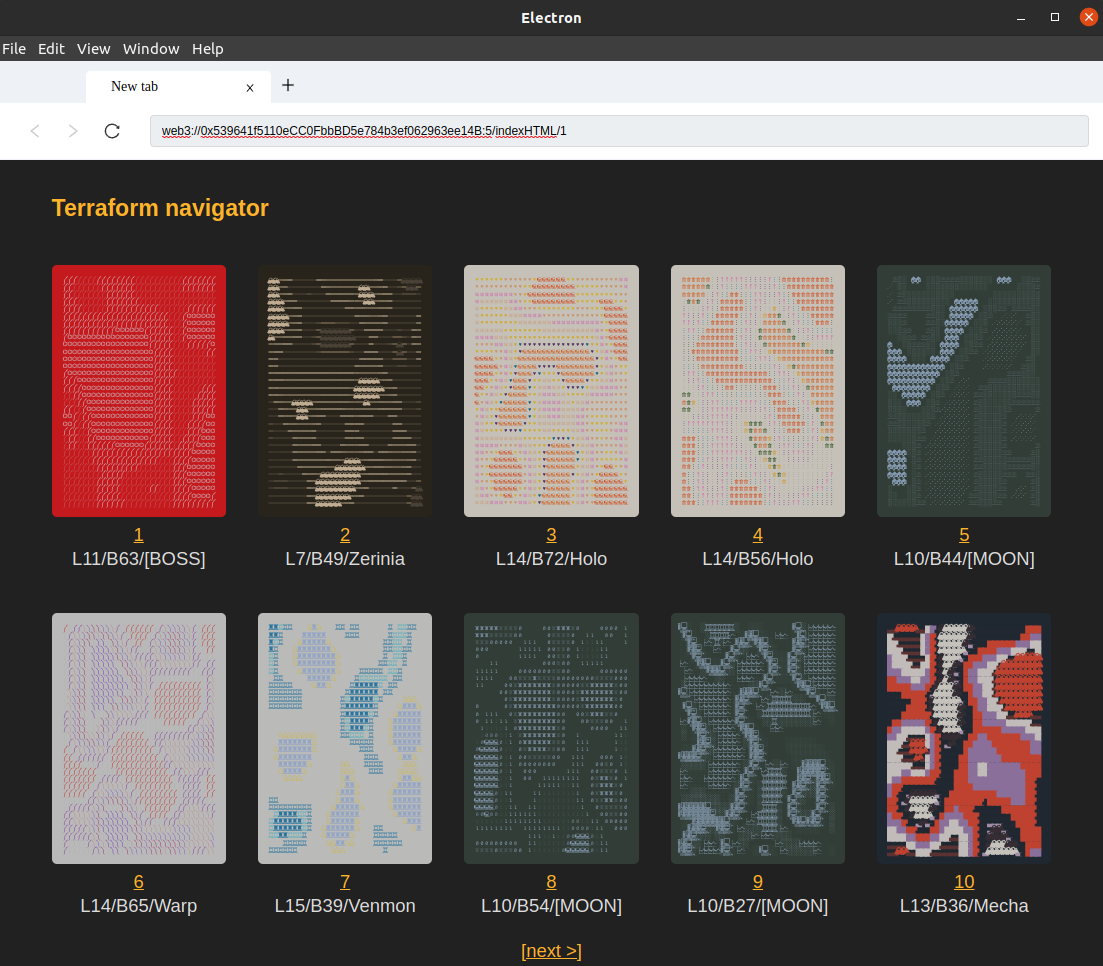 Electron
File Edit View Window Help
New tab x +
web3://0x539641f5110eCC0FbbBD5e784b3ef062963ee14B:5/indexHTML/1
Terraform navigator
1 2 3 4 5
L11/B63/[BOSS] L7/B49/Zerinia L14/B72/Holo L14/B56/Holo L10/B44/[MOON]
6 7 8 9 10
L14/B65/Warp L15/B39/Venmon L10/B54/[MOON] L10/B27/[MOON] L13/B36/Mecha
[next >]